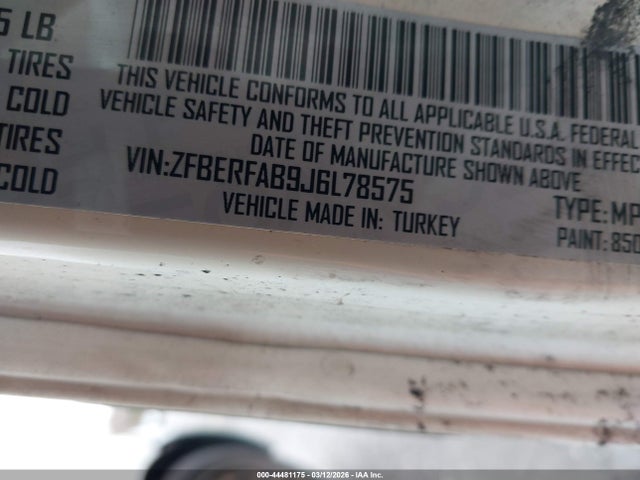 5 LB
TIRES
COLD
TIRES
COLD
THIS VEHICLE CONFORMS TO ALL APPLICABLE U.S.A. FEDERAL
VEHICLE SAFETY AND THEFT PREVENTION STANDARDS IN EFFEC
DATE OF MANUFACTURE SHOWN ABOVE
VIN:ZFBERFAB9J6L78575
TYPE:MP
VEHICLE MADE IN: TURKEY
PAINT:850
000-44481175 - 03/12/2026 - IAA Inc.